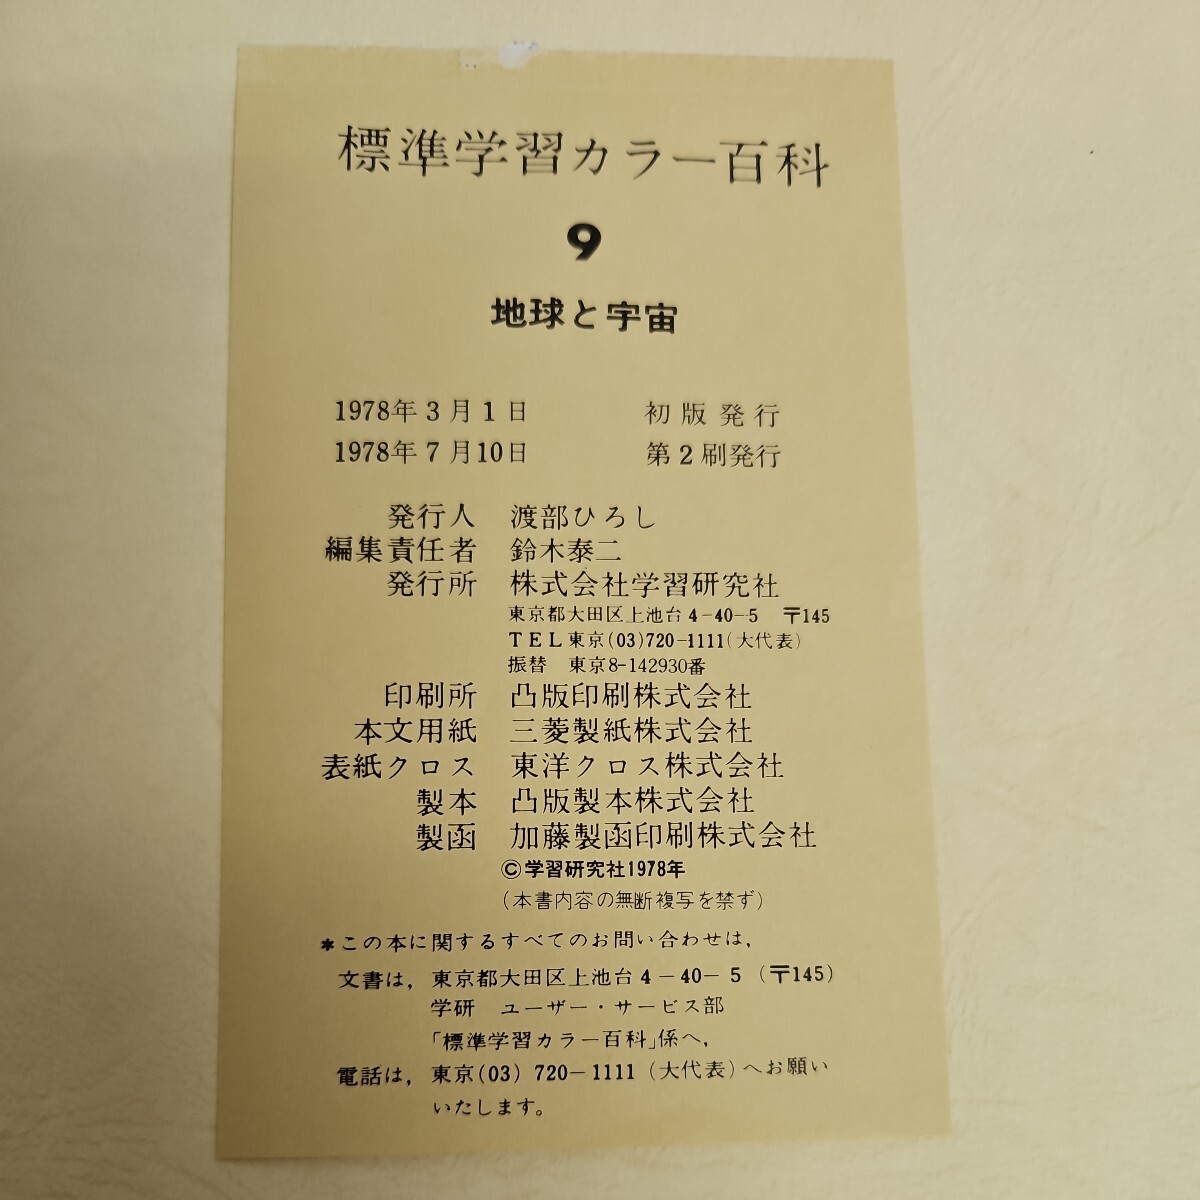 標準学習カラー百科
9
地球と宇宙
1978年3月1日 初版発行
1978年7月10日 第2刷発行
発行人 渡部ひろし
編集責任者 鈴木泰二
発行所 株式会社学習研究社
東京都大田区上池台4-40-5 〒145
TEL東京(03)720-1111(大代表)
振替 東京8-142930番
印刷所 凸版印刷株式会社
本文用紙 三菱製紙株式会社
表紙クロス 東洋クロス株式会社
製本 凸版製本株式会社
製函 加藤製函印刷株式会社
©学習研究社1978年
(本書内容の無断複写を禁ず)
*この本に関するすべてのお問い合わせは,
文書は, 東京都大田区上池台4-40-5(〒145)
学研 ユーザー・サービス部
「標準学習カラー百科」係へ,
電話は, 東京(03)720-1111(大代表)へお願い
いたします。